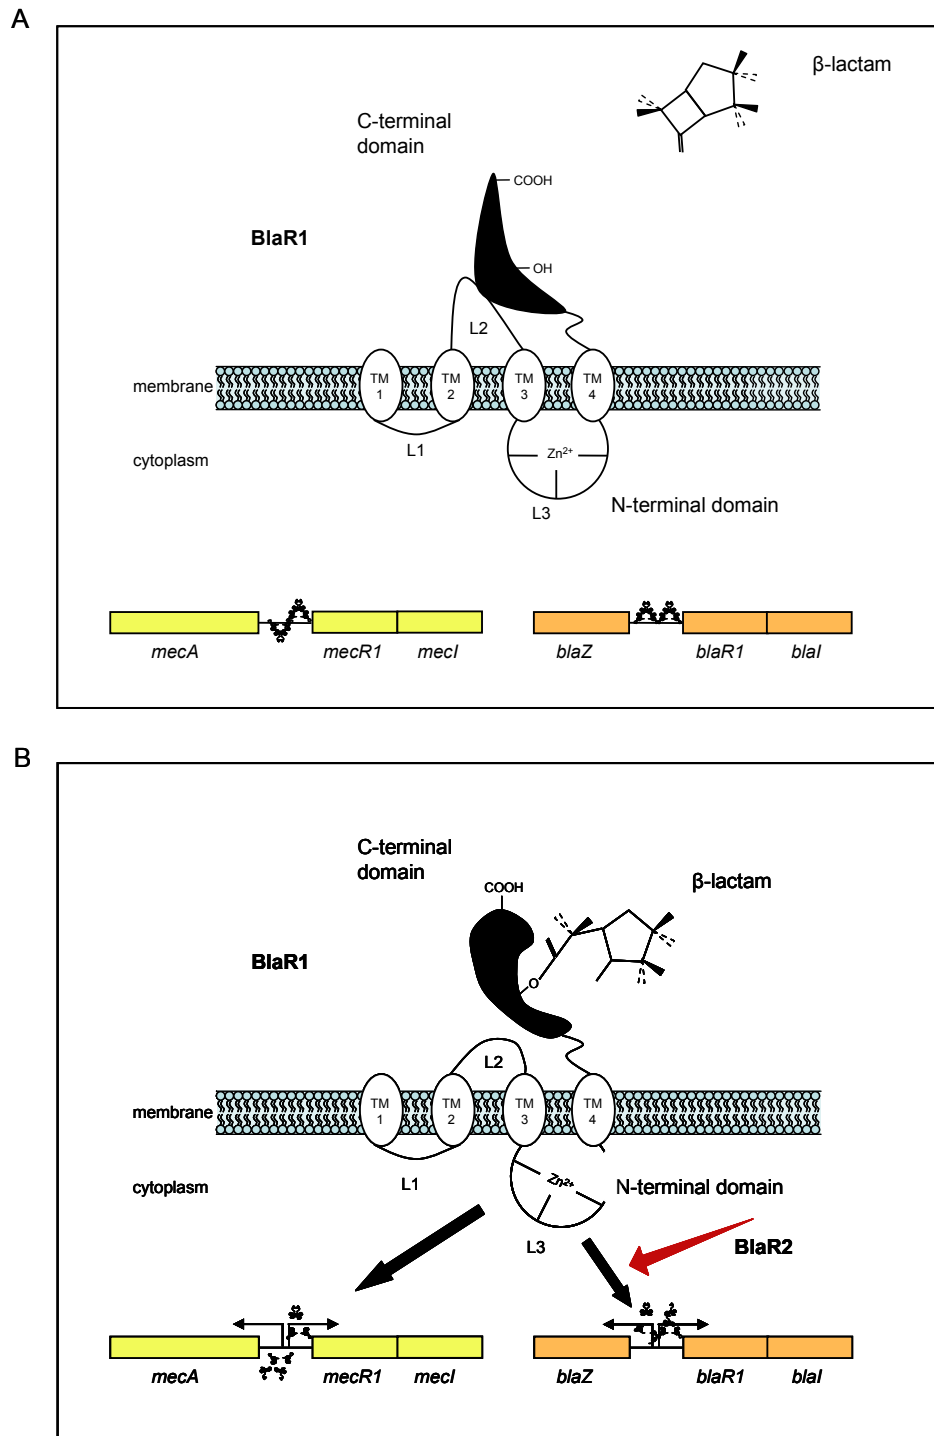 A
β-lactam
C-terminal
domain
COOH
BlaR1
OH
L2
membrane
TM
1
TM
2
TM
3
TM
4
L1
cytoplasm
Zn2+
L3
N-terminal domain
mecA
mecR1
mecI
blaZ
blaR1
blaI
B
C-terminal
domain
COOH
β-lactam
BlaR1
O
L2
membrane
TM
1
TM
2
TM
3
TM
4
L1
cytoplasm
Zn2+
N-terminal domain
L3
BlaR2
mecA
mecR1
mecI
blaZ
blaR1
blaI